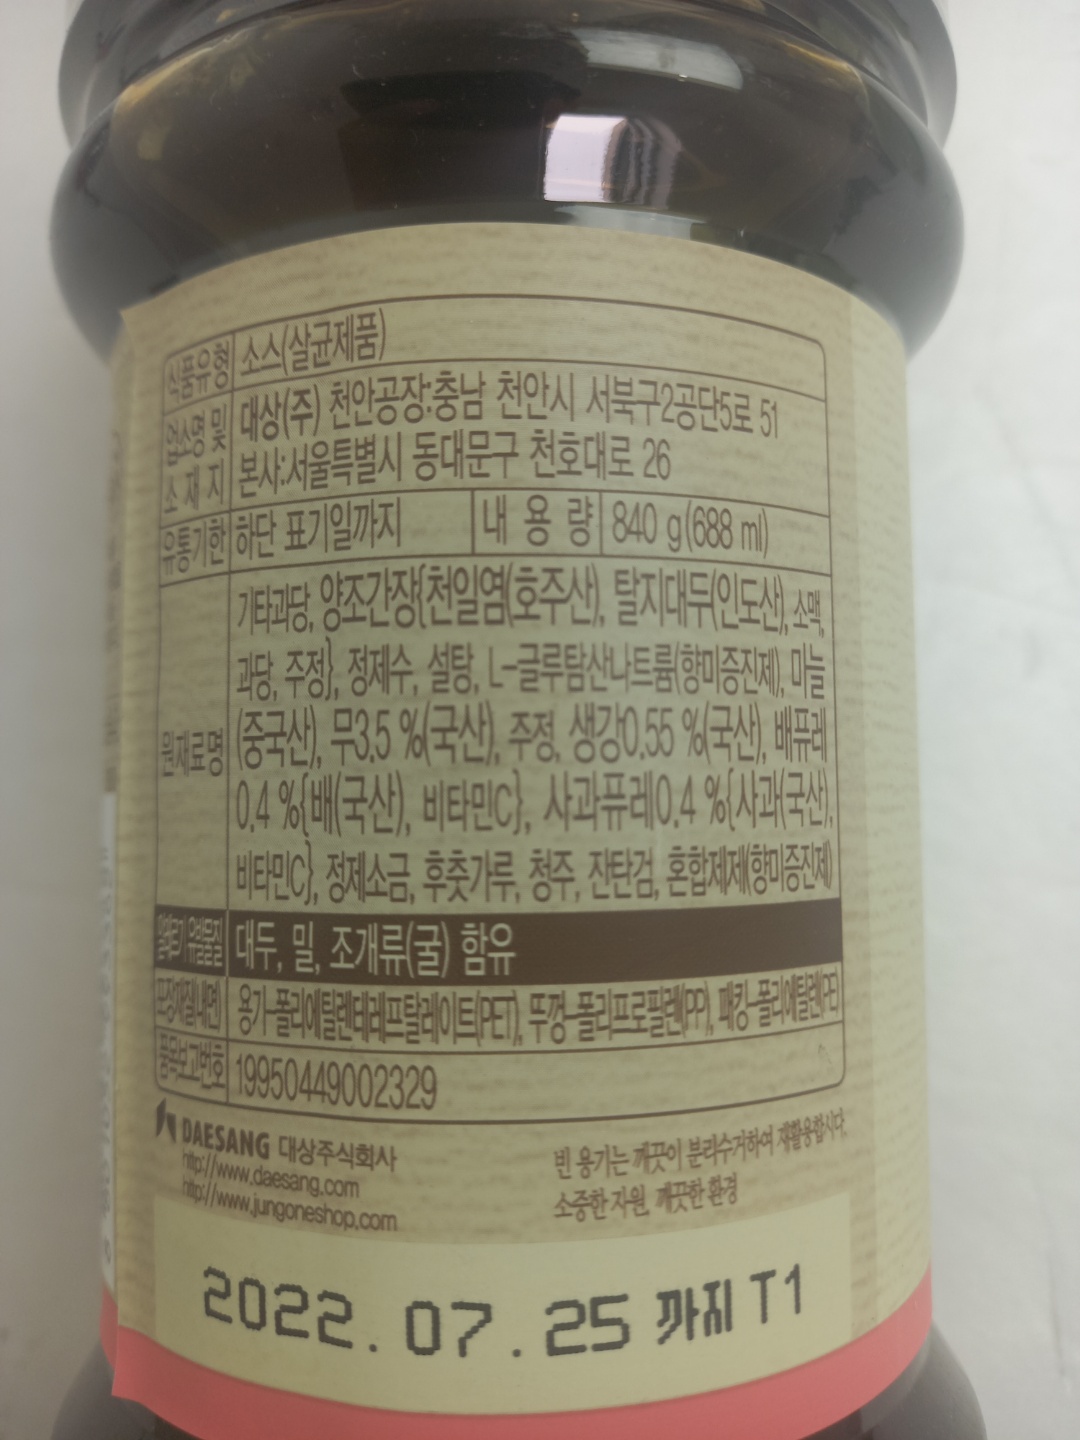 식품유형 소스(살균제품)
업소명 및 소재지 대상(주) 천안공장:충남 천안시 서북구2공단5로 51
본사:서울특별시 동대문구 천호대로 26
유통기한 하단 표기일까지 내용량 840 g(688 ml)
원재료명 기타과당, 양조간장{천일염(호주산), 탈지대두(인도산), 소맥,
과당, 주정}, 정제수, 설탕, L-글루탐산나트륨(향미증진제), 마늘
(중국산), 무3.5 %(국산), 주정, 생강0.55 %(국산), 배퓨레
0.4 %{배(국산), 비타민C}, 사과퓨레0.4 %{사과(국산),
비타민C}, 정제소금, 후춧가루, 청주, 잔탄검, 혼합제제(향미증진제)
알레르기 유발물질 대두, 밀, 조개류(굴) 함유
포장재질(내면) 용기-폴리에틸렌테레프탈레이트(PET), 뚜껑-폴리프로필렌(PP), 패킹-폴리에틸렌(PE)
품목보고번호 19950449002329
DAESANG 대상주식회사
http://www.daesang.com
http://www.jungoneshop.com
빈 용기는 깨끗이 분리수거하여 재활용합시다.
소중한 자원, 깨끗한 환경
2022.07.25 까지 T1